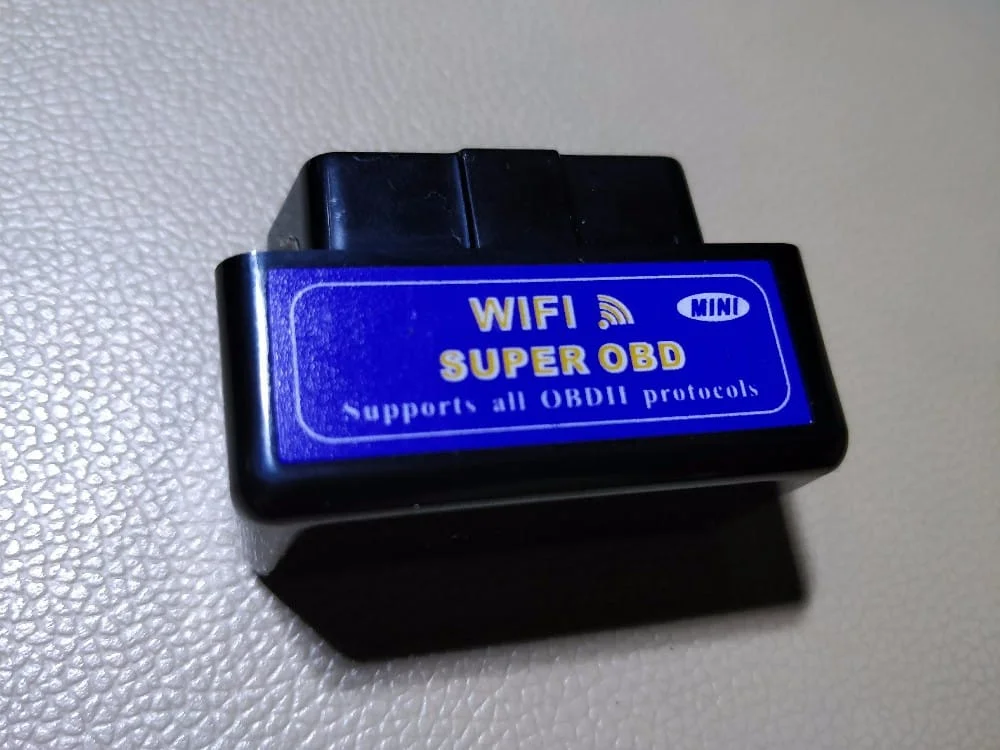 WIFI
MINI
SUPER OBD
Supports all OBDII protocols